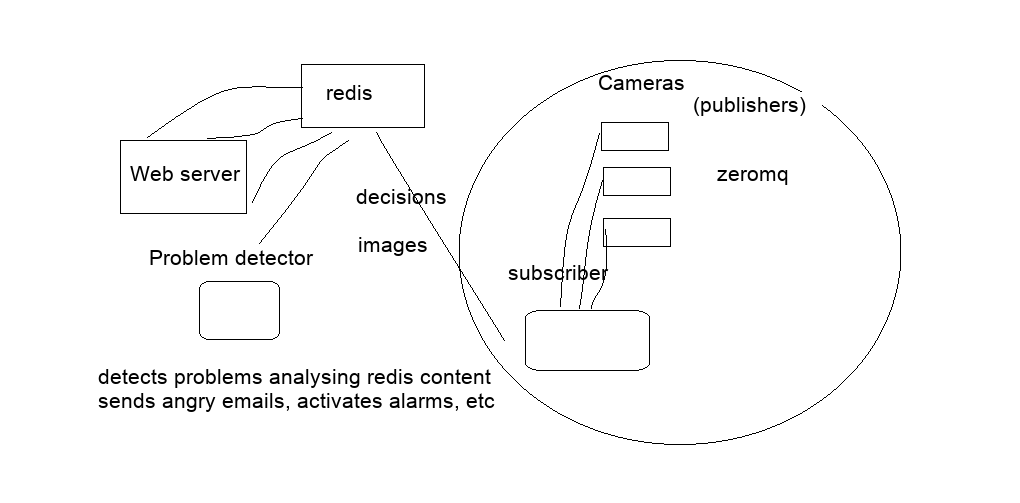 Cameras
(publishers)
redis
Web server
zeromq
decisions
images
Problem detector
subscriber
detects problems analysing redis content
sends angry emails, activates alarms, etc